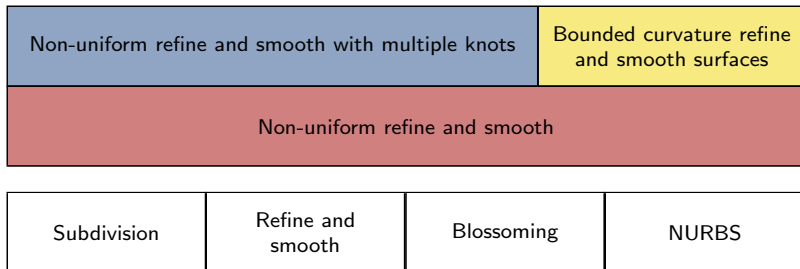 Non-uniform refine and smooth with multiple knots
Bounded curvature refine
and smooth surfaces
Non-uniform refine and smooth
Subdivision
Refine and
smooth
Blossoming
NURBS